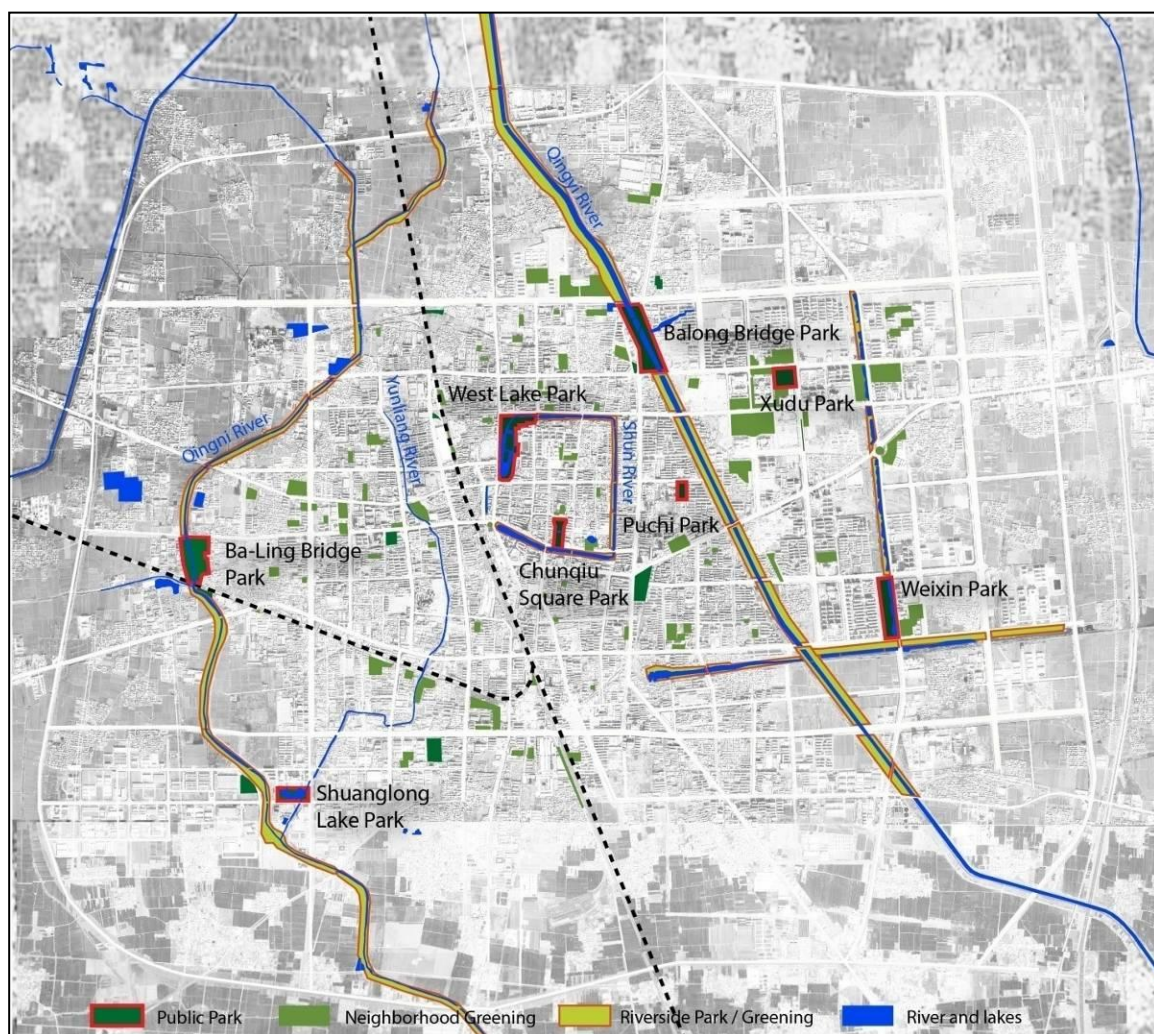 Qingyi River
Balong Bridge Park
West Lake Park
Xudu Park
Yunliang River
Qingni River
Shun River
Puchi Park
Ba-Ling Bridge
Park
Chunqiu
Square Park
Weixin Park
Shuanglong
Lake Park
Public Park
Neighborhood Greening
Riverside Park / Greening
River and lakes